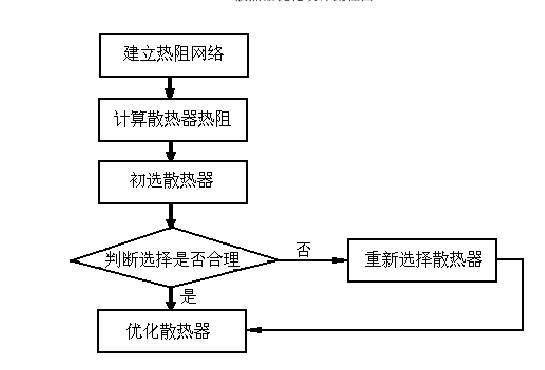 建立热阻网络
计算散热器热阻
初选散热器
判断选择是否合理
否
重新选择散热器
是
优化散热器